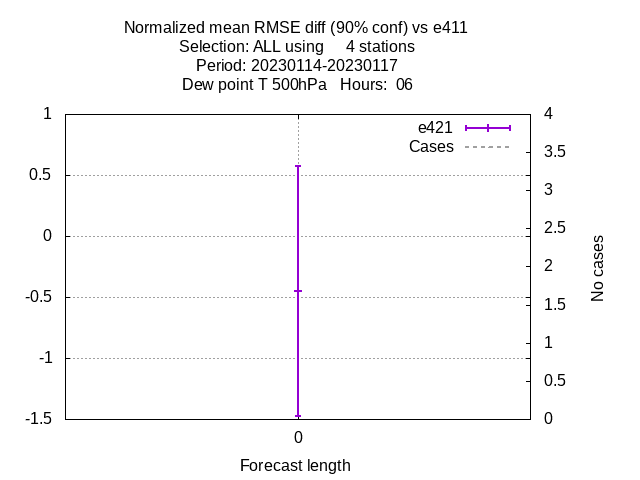 Normalized mean RMSE diff (90% conf) vs e411
Selection: ALL using     4 stations
Period: 20230114-20230117
Dew point T 500hPa   Hours:  06
e421
Cases
1
0.5
0
-0.5
-1
-1.5
4
3.5
3
2.5
2
1.5
1
0.5
0
No cases
0
Forecast length